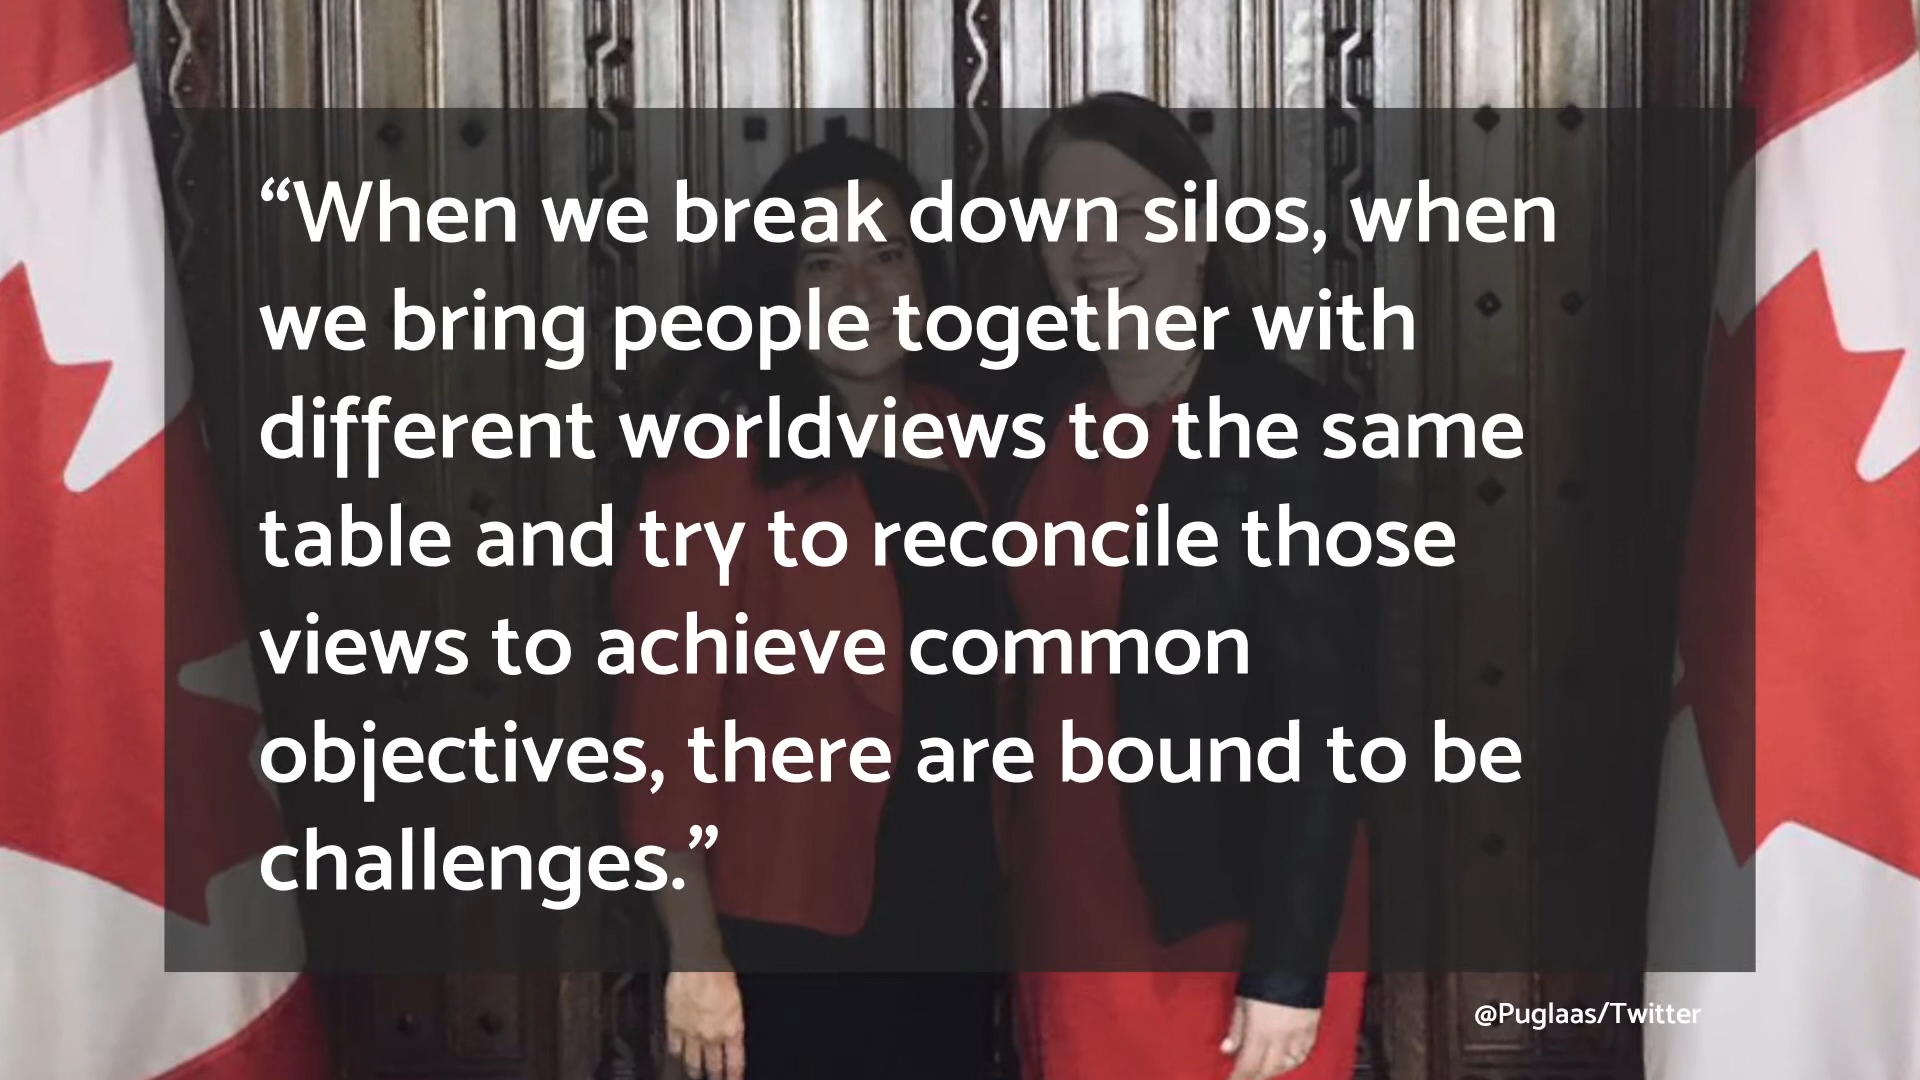 “When we break down silos, when
we bring people together with
different worldviews to the same
table and try to reconcile those
views to achieve common
objectives, there are bound to be
challenges.”
@Puglaas/Twitter